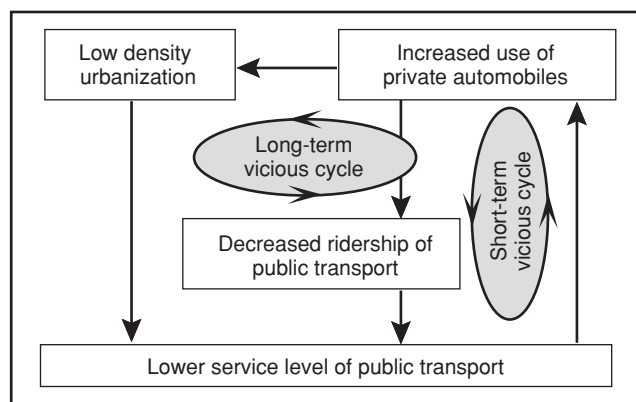 Low density
urbanization
Increased use of
private automobiles
Long-term
vicious cycle
Short-term
vicious cycle
Decreased ridership of
public transport
Lower service level of public transport